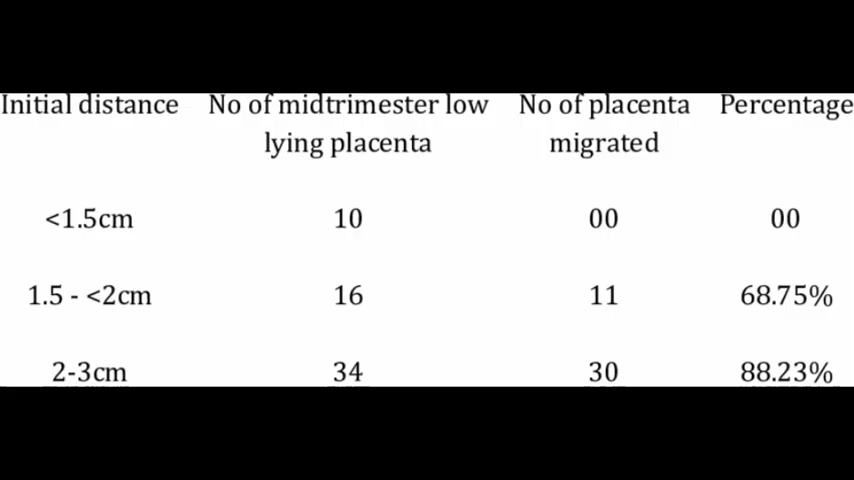 Initial distance No of midtrimester low No of placenta Percentage
lying placenta migrated
<1.5cm 10 00 00
1.5 - <2cm 16 11 68.75%
2-3cm 34 30 88.23%